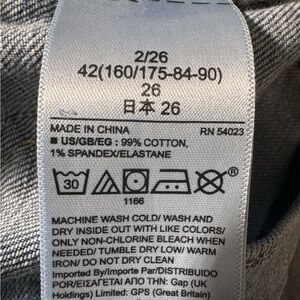 2/26
42(160/175-84-90)
26
日本 26
MADE IN CHINA RN 54023
■ US/GB/EG : 99% COTTON,
1% SPANDEX/ELASTANE
30 ®
1166
MACHINE WASH COLD/ WASH AND
DRY INSIDE OUT WITH LIKE COLORS/
ONLY NON-CHLORINE BLEACH WHEN
NEEDED/ TUMBLE DRY LOW/ WARM
IRON/ DO NOT DRY CLEAN
Imported By/Importe Par/DISTRIBUIDO
POR/ΕΙΣΑΓΕΤΑΙ ΑΠΟ ΤΗΝ: Gap (UK
Holdings) Limited: GPS (Great Britain)